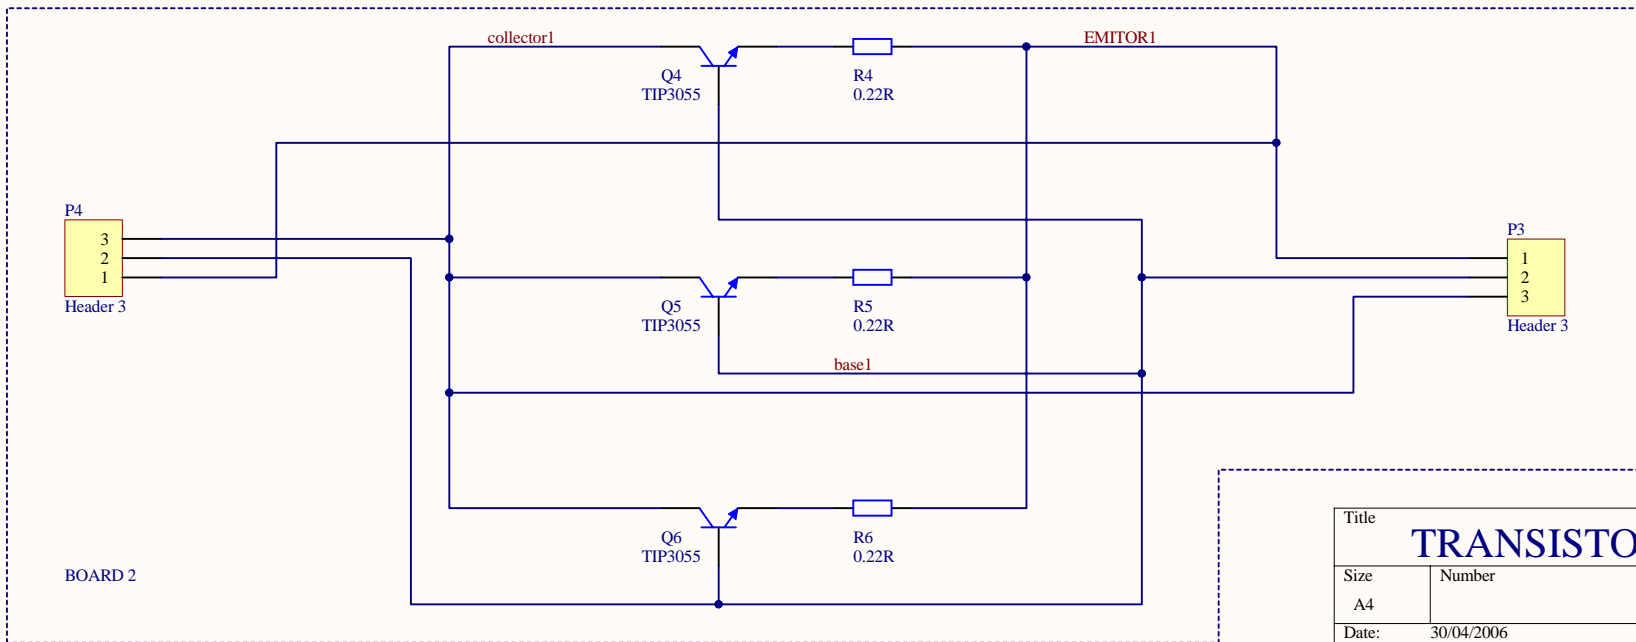 collector1
EMITOR1
Q4
TIP3055
R4
0.22R
P4
3
2
1
Header 3
P3
1
2
3
Header 3
Q5
TIP3055
R5
0.22R
base1
Q6
TIP3055
R6
0.22R
BOARD 2
Title
TRANSISTO
Size
Number
A4
Date:
30/04/2006